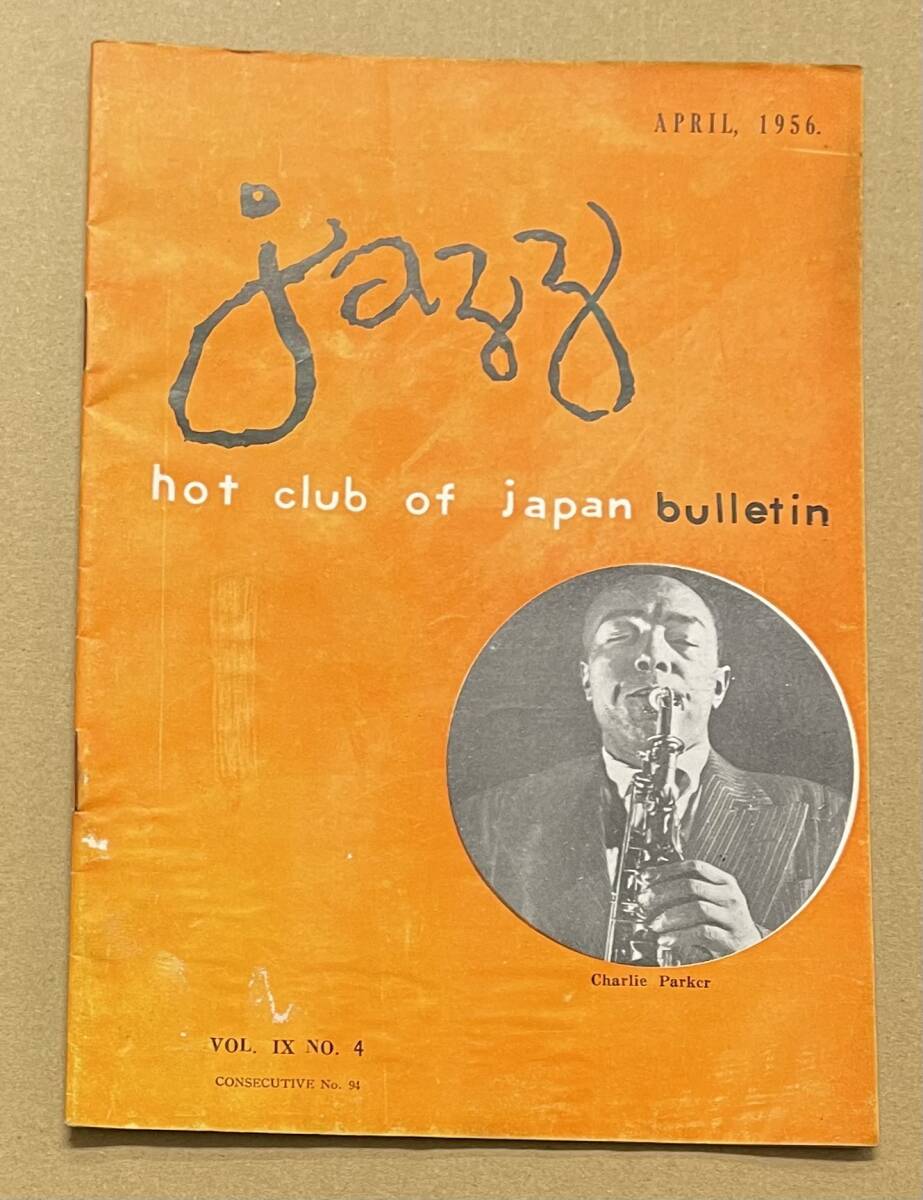 APRIL, 1956.
jazz
hot club of japan bulletin
Charlie Parker
VOL. IX NO. 4
CONSECUTIVE No. 94